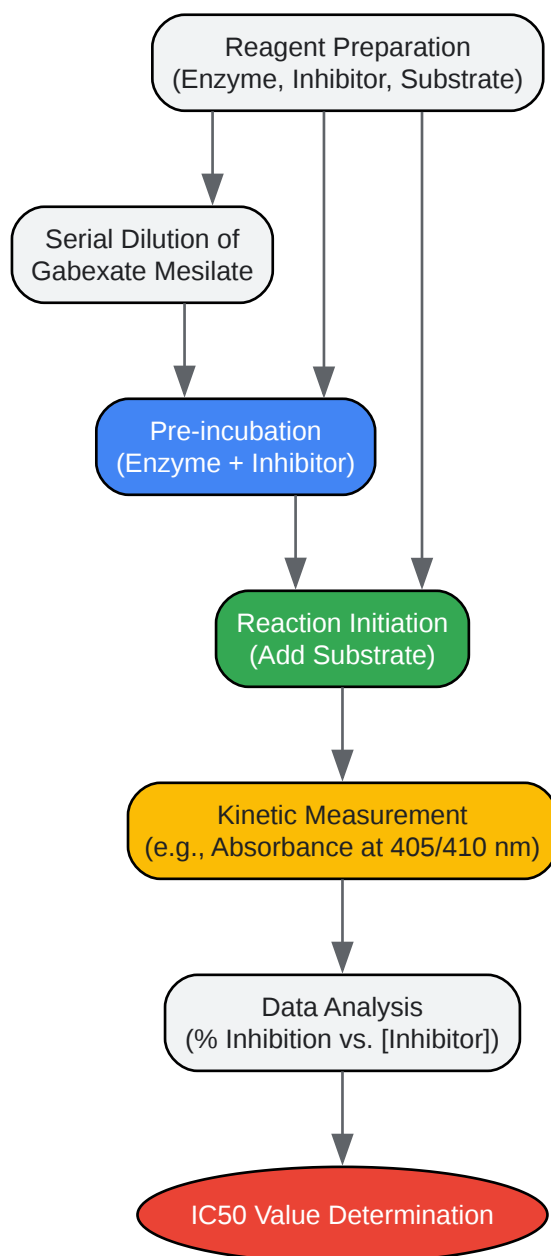 Reagent Preparation
(Enzyme, Inhibitor, Substrate)
Serial Dilution of
Gabexate Mesilate
Pre-incubation
(Enzyme + Inhibitor)
Reaction Initiation
(Add Substrate)
Kinetic Measurement
(e.g., Absorbance at 405/410 nm)
Data Analysis
(% Inhibition vs. [Inhibitor])
IC50 Value Determination